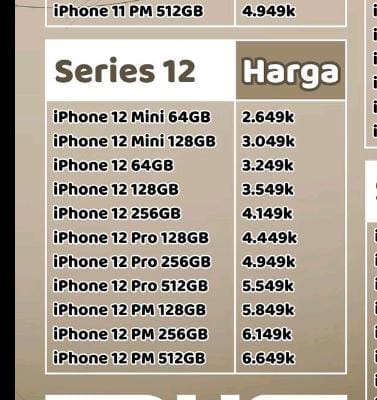 iPhone 11 PM 512GB 4.949k
Series 12 Harga
iPhone 12 Mini 64GB 2.649k
iPhone 12 Mini 128GB 3.049k
iPhone 12 64GB 3.249k
iPhone 12 128GB 3.549k
iPhone 12 256GB 4.149k
iPhone 12 Pro 128GB 4.449k
iPhone 12 Pro 256GB 4.949k
iPhone 12 Pro 512GB 5.549k
iPhone 12 PM 128GB 5.849k
iPhone 12 PM 256GB 6.149k
iPhone 12 PM 512GB 6.649k